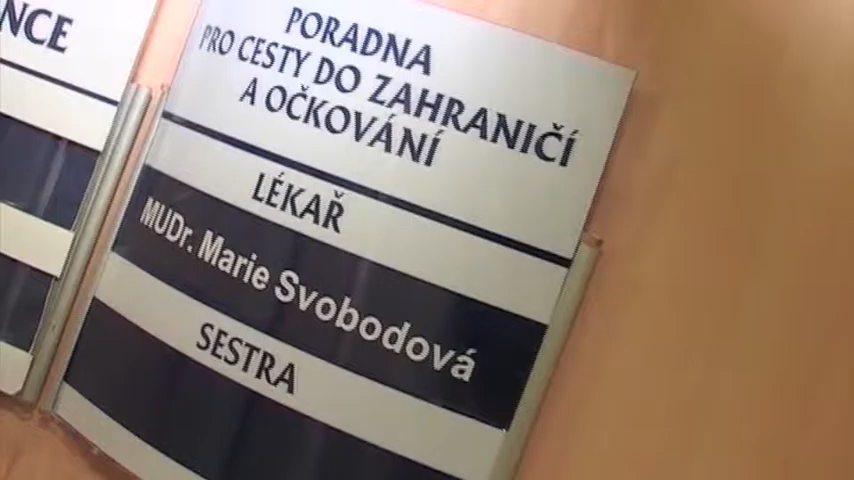 NCE
PORADNA
PRO CESTY DO ZAHRANIČÍ
A OČKOVÁNÍ
LÉKAŘ
MUDr. Marie Svobodová
SESTRA